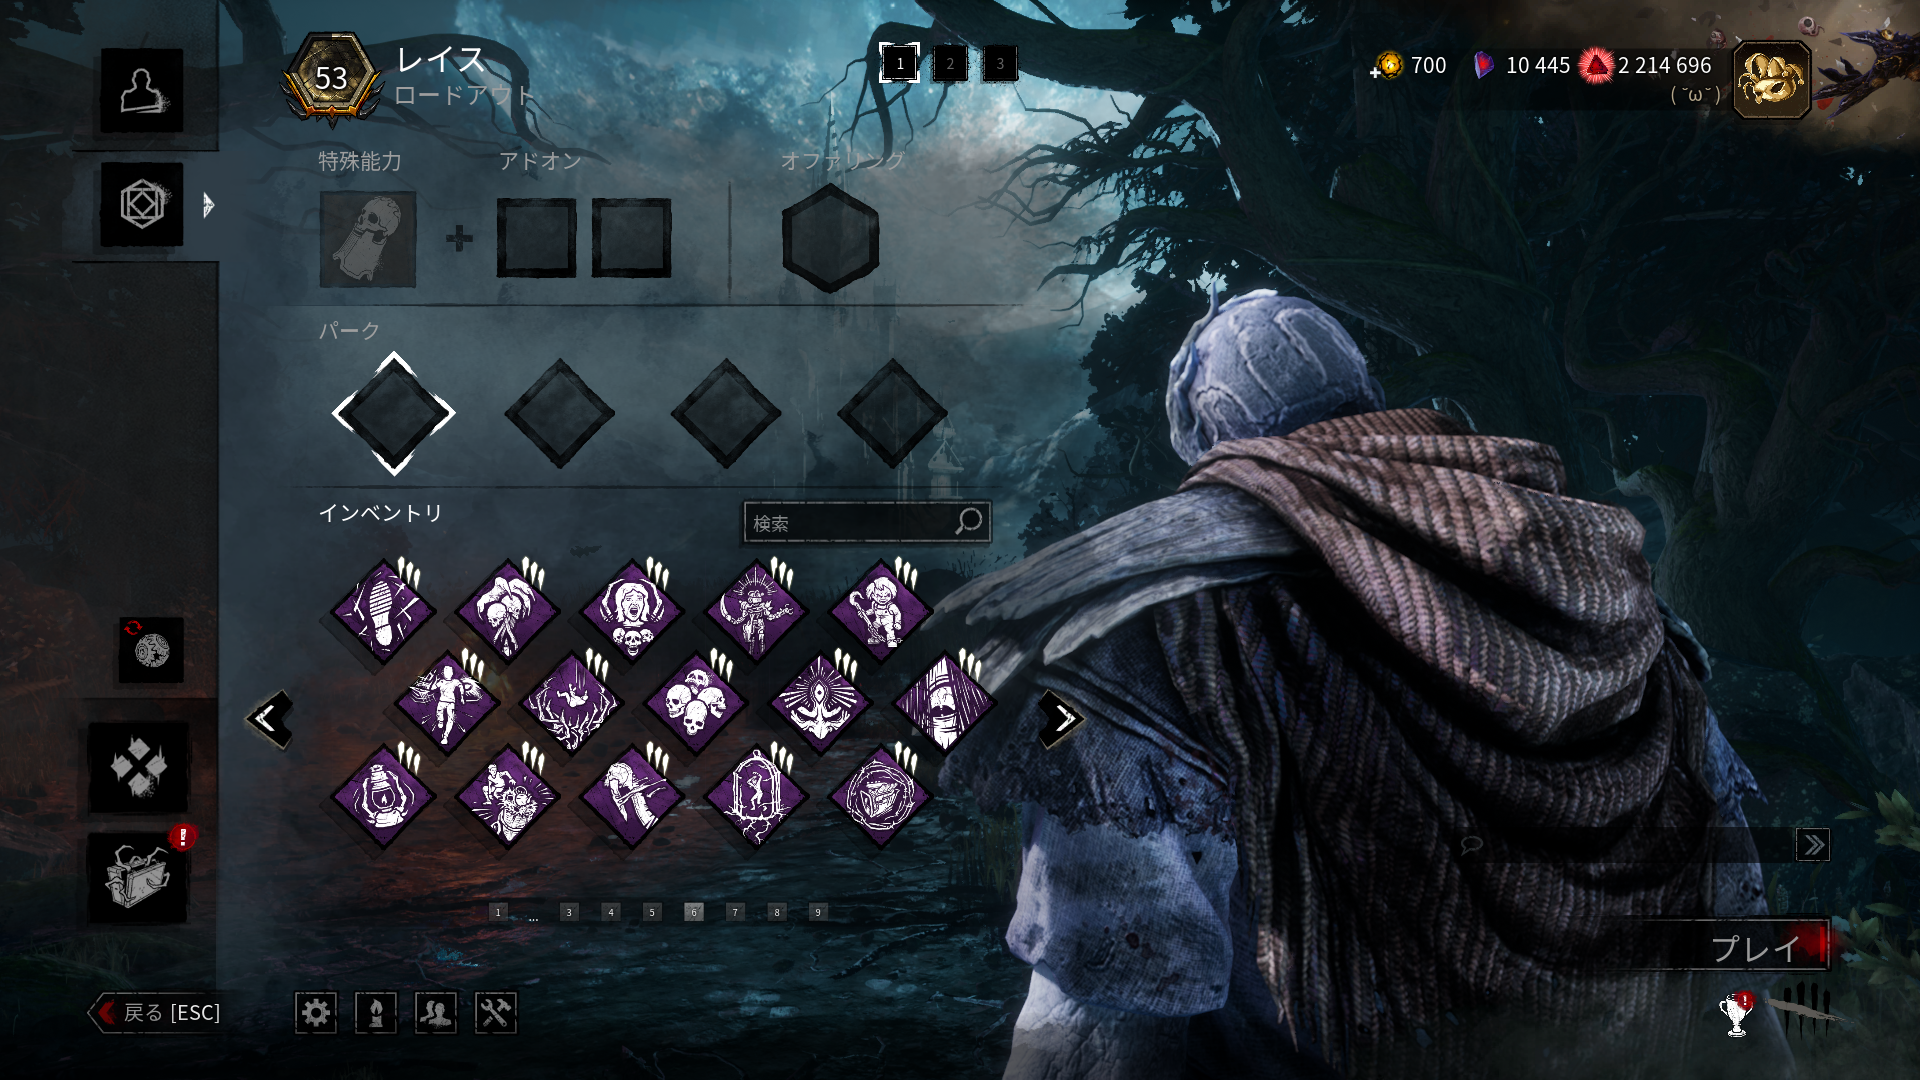 53
レイス
ロードアウト
1 2 3
700 10 445 2 214 696
( ˘ω˘ )
特殊能力 アドオン オファリング
パーク
インベントリ
検索
1 ... 3 4 5 6 7 8 9
プレイ
戻る [ESC]